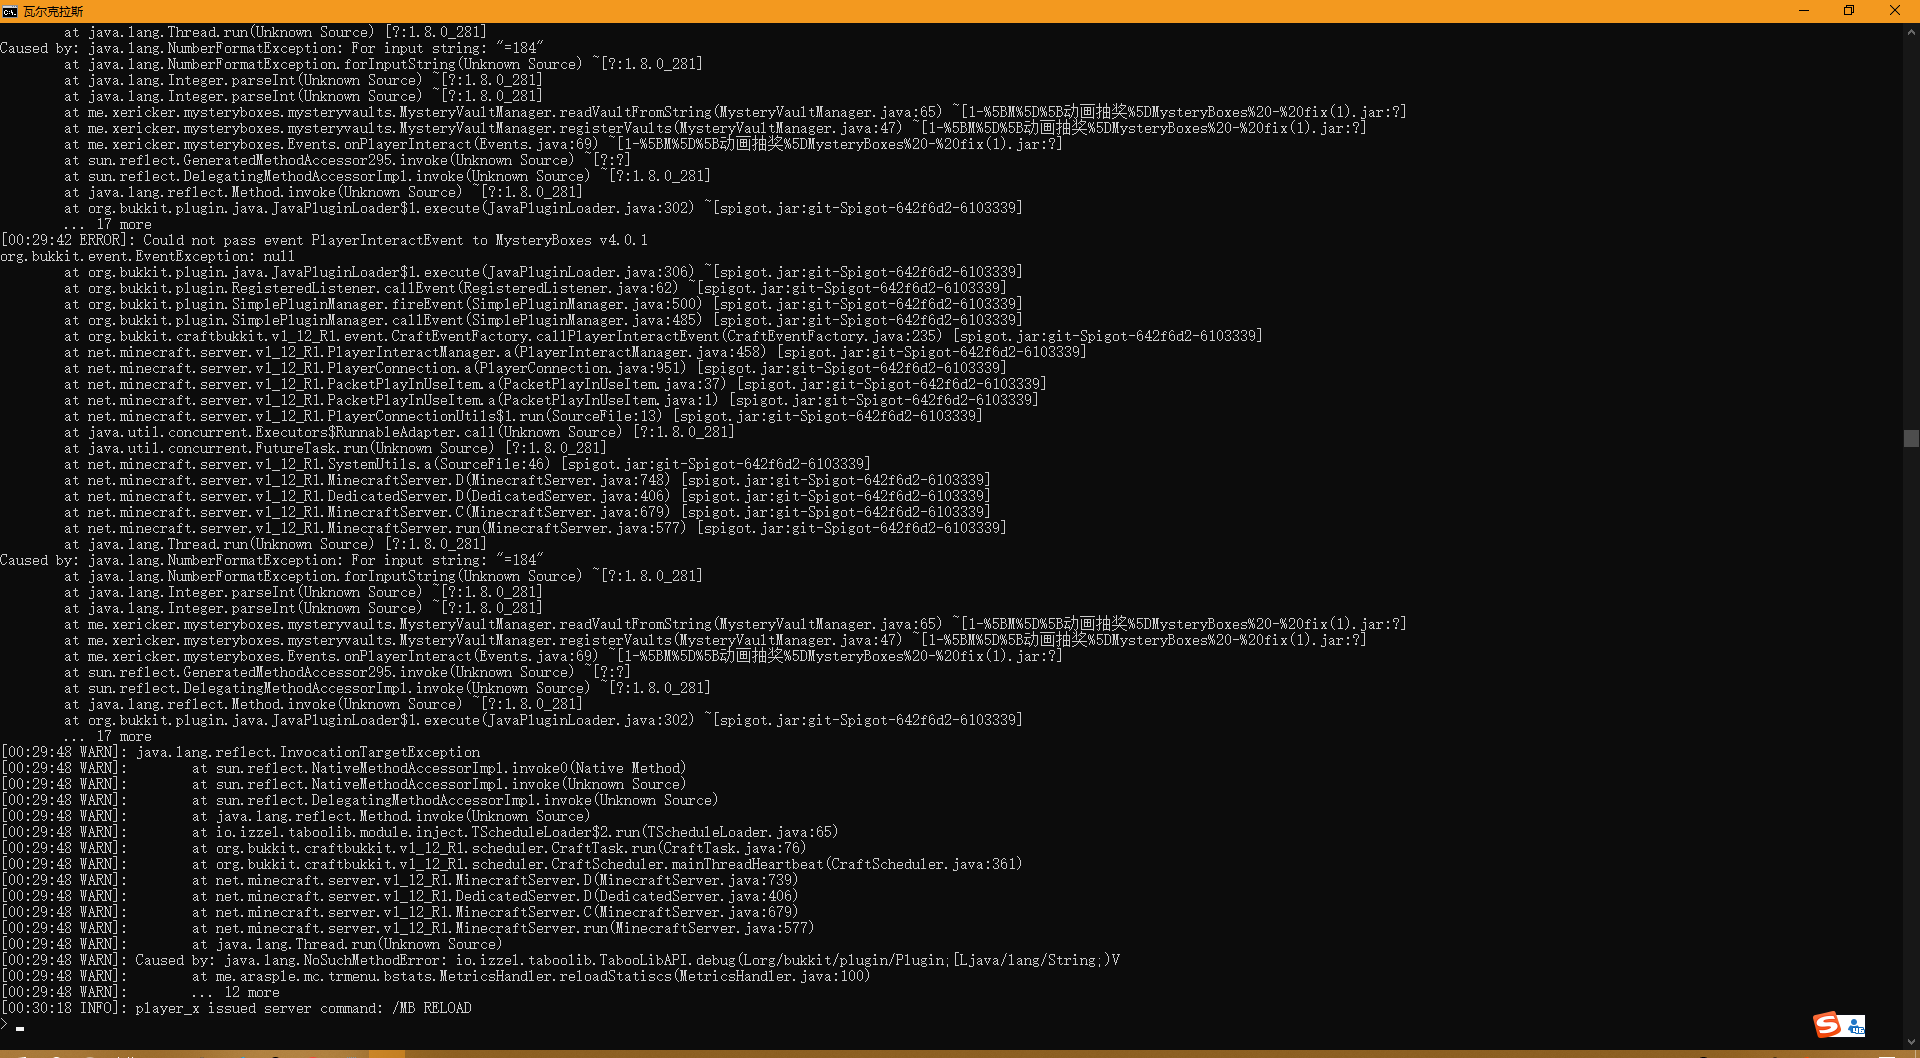 瓦尔克拉斯
at java.lang.Thread.run(Unknown Source) [?:1.8.0_281]
Caused by: java.lang.NumberFormatException: For input string: "=184"
at java.lang.NumberFormatException.forInputString(Unknown Source) ~[?:1.8.0_281]
at java.lang.Integer.parseInt(Unknown Source) ~[?:1.8.0_281]
at java.lang.Integer.parseInt(Unknown Source) ~[?:1.8.0_281]
at me.xericker.mysteryboxes.mysteryvaults.MysteryVaultManager.readVaultFromString(MysteryVaultManager.java:65) ~[1-%5BM%5D%5B动画抽奖%5DMysteryBoxes%20-%20fix(1).jar:?]
at me.xericker.mysteryboxes.mysteryvaults.MysteryVaultManager.registerVaults(MysteryVaultManager.java:47) ~[1-%5BM%5D%5B动画抽奖%5DMysteryBoxes%20-%20fix(1).jar:?]
at me.xericker.mysteryboxes.Events.onPlayerInteract(Events.java:69) ~[1-%5BM%5D%5B动画抽奖%5DMysteryBoxes%20-%20fix(1).jar:?]
at sun.reflect.GeneratedMethodAccessor295.invoke(Unknown Source) ~[?:?]
at sun.reflect.DelegatingMethodAccessorImpl.invoke(Unknown Source) ~[?:1.8.0_281]
at java.lang.reflect.Method.invoke(Unknown Source) ~[?:1.8.0_281]
at org.bukkit.plugin.java.JavaPluginLoader$1.execute(JavaPluginLoader.java:302) ~[spigot.jar:git-Spigot-642f6d2-6103339]
... 17 more
[00:29:42 ERROR]: Could not pass event PlayerInteractEvent to MysteryBoxes v4.0.1
org.bukkit.event.EventException: null
at org.bukkit.plugin.java.JavaPluginLoader$1.execute(JavaPluginLoader.java:306) ~[spigot.jar:git-Spigot-642f6d2-6103339]
at org.bukkit.plugin.RegisteredListener.callEvent(RegisteredListener.java:62) ~[spigot.jar:git-Spigot-642f6d2-6103339]
at org.bukkit.plugin.SimplePluginManager.fireEvent(SimplePluginManager.java:500) [spigot.jar:git-Spigot-642f6d2-6103339]
at org.bukkit.plugin.SimplePluginManager.callEvent(SimplePluginManager.java:485) [spigot.jar:git-Spigot-642f6d2-6103339]
at org.bukkit.craftbukkit.v1_12_R1.event.CraftEventFactory.callPlayerInteractEvent(CraftEventFactory.java:235) [spigot.jar:git-Spigot-642f6d2-6103339]
at net.minecraft.server.v1_12_R1.PlayerInteractManager.a(PlayerInteractManager.java:458) [spigot.jar:git-Spigot-642f6d2-6103339]
at net.minecraft.server.v1_12_R1.PlayerConnection.a(PlayerConnection.java:951) [spigot.jar:git-Spigot-642f6d2-6103339]
at net.minecraft.server.v1_12_R1.PacketPlayInUseItem.a(PacketPlayInUseItem.java:37) [spigot.jar:git-Spigot-642f6d2-6103339]
at net.minecraft.server.v1_12_R1.PacketPlayInUseItem.a(PacketPlayInUseItem.java:1) [spigot.jar:git-Spigot-642f6d2-6103339]
at net.minecraft.server.v1_12_R1.PlayerConnectionUtils$1.run(SourceFile:13) [spigot.jar:git-Spigot-642f6d2-6103339]
at java.util.concurrent.Executors$RunnableAdapter.call(Unknown Source) [?:1.8.0_281]
at java.util.concurrent.FutureTask.run(Unknown Source) [?:1.8.0_281]
at net.minecraft.server.v1_12_R1.SystemUtils.a(SourceFile:46) [spigot.jar:git-Spigot-642f6d2-6103339]
at net.minecraft.server.v1_12_R1.MinecraftServer.D(MinecraftServer.java:748) [spigot.jar:git-Spigot-642f6d2-6103339]
at net.minecraft.server.v1_12_R1.DedicatedServer.D(DedicatedServer.java:406) [spigot.jar:git-Spigot-642f6d2-6103339]
at net.minecraft.server.v1_12_R1.MinecraftServer.C(MinecraftServer.java:679) [spigot.jar:git-Spigot-642f6d2-6103339]
at net.minecraft.server.v1_12_R1.MinecraftServer.run(MinecraftServer.java:577) [spigot.jar:git-Spigot-642f6d2-6103339]
at java.lang.Thread.run(Unknown Source) [?:1.8.0_281]
Caused by: java.lang.NumberFormatException: For input string: "=184"
at java.lang.NumberFormatException.forInputString(Unknown Source) ~[?:1.8.0_281]
at java.lang.Integer.parseInt(Unknown Source) ~[?:1.8.0_281]
at java.lang.Integer.parseInt(Unknown Source) ~[?:1.8.0_281]
at me.xericker.mysteryboxes.mysteryvaults.MysteryVaultManager.readVaultFromString(MysteryVaultManager.java:65) ~[1-%5BM%5D%5B动画抽奖%5DMysteryBoxes%20-%20fix(1).jar:?]
at me.xericker.mysteryboxes.mysteryvaults.MysteryVaultManager.registerVaults(MysteryVaultManager.java:47) ~[1-%5BM%5D%5B动画抽奖%5DMysteryBoxes%20-%20fix(1).jar:?]
at me.xericker.mysteryboxes.Events.onPlayerInteract(Events.java:69) ~[1-%5BM%5D%5B动画抽奖%5DMysteryBoxes%20-%20fix(1).jar:?]
at sun.reflect.GeneratedMethodAccessor295.invoke(Unknown Source) ~[?:?]
at sun.reflect.DelegatingMethodAccessorImpl.invoke(Unknown Source) ~[?:1.8.0_281]
at java.lang.reflect.Method.invoke(Unknown Source) ~[?:1.8.0_281]
at org.bukkit.plugin.java.JavaPluginLoader$1.execute(JavaPluginLoader.java:302) ~[spigot.jar:git-Spigot-642f6d2-6103339]
... 17 more
[00:29:48 WARN]: java.lang.reflect.InvocationTargetException
[00:29:48 WARN]: at sun.reflect.NativeMethodAccessorImpl.invoke0(Native Method)
[00:29:48 WARN]: at sun.reflect.NativeMethodAccessorImpl.invoke(Unknown Source)
[00:29:48 WARN]: at sun.reflect.DelegatingMethodAccessorImpl.invoke(Unknown Source)
[00:29:48 WARN]: at java.lang.reflect.Method.invoke(Unknown Source)
[00:29:48 WARN]: at io.izzel.taboolib.module.inject.TScheduleLoader$2.run(TScheduleLoader.java:65)
[00:29:48 WARN]: at org.bukkit.craftbukkit.v1_12_R1.scheduler.CraftTask.run(CraftTask.java:76)
[00:29:48 WARN]: at org.bukkit.craftbukkit.v1_12_R1.scheduler.CraftScheduler.mainThreadHeartbeat(CraftScheduler.java:361)
[00:29:48 WARN]: at net.minecraft.server.v1_12_R1.MinecraftServer.D(MinecraftServer.java:739)
[00:29:48 WARN]: at net.minecraft.server.v1_12_R1.DedicatedServer.D(DedicatedServer.java:406)
[00:29:48 WARN]: at net.minecraft.server.v1_12_R1.MinecraftServer.C(MinecraftServer.java:679)
[00:29:48 WARN]: at net.minecraft.server.v1_12_R1.MinecraftServer.run(MinecraftServer.java:577)
[00:29:48 WARN]: at java.lang.Thread.run(Unknown Source)
[00:29:48 WARN]: Caused by: java.lang.NoSuchMethodError: io.izzel.taboolib.TabooLibAPI.debug(Lorg/bukkit/plugin/Plugin;[Ljava/lang/String;)V
[00:29:48 WARN]: at me.arasple.mc.trmenu.bstats.MetricsHandler.reloadStatiscs(MetricsHandler.java:100)
[00:29:48 WARN]: ... 12 more
[00:30:18 INFO]: player_x issued server command: /MB RELOAD
>